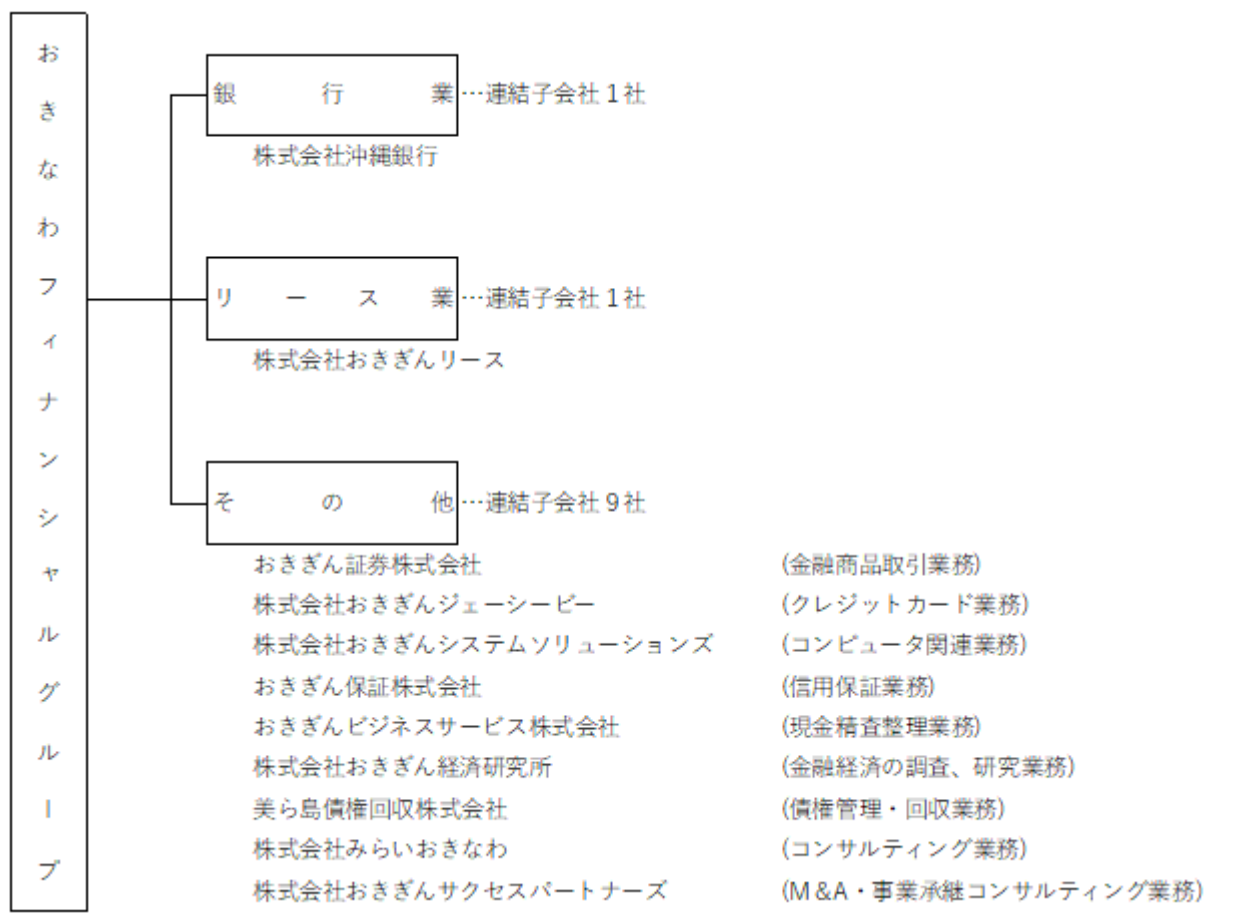 おきなわフィナンシャルグループ
銀行業…連結子会社1社
株式会社沖縄銀行
リース業…連結子会社1社
株式会社おきぎんリース
その他…連結子会社9社
おきぎん証券株式会社 (金融商品取引業務)
株式会社おきぎんジェーシービー (クレジットカード業務)
株式会社おきぎんシステムソリューションズ (コンピュータ関連業務)
おきぎん保証株式会社 (信用保証業務)
おきぎんビジネスサービス株式会社 (現金精査整理業務)
株式会社おきぎん経済研究所 (金融経済の調査、研究業務)
美ら島債権回収株式会社 (債権管理・回収業務)
株式会社みらいおきなわ (コンサルティング業務)
株式会社おきぎんサクセスパートナーズ (M&A・事業承継コンサルティング業務)